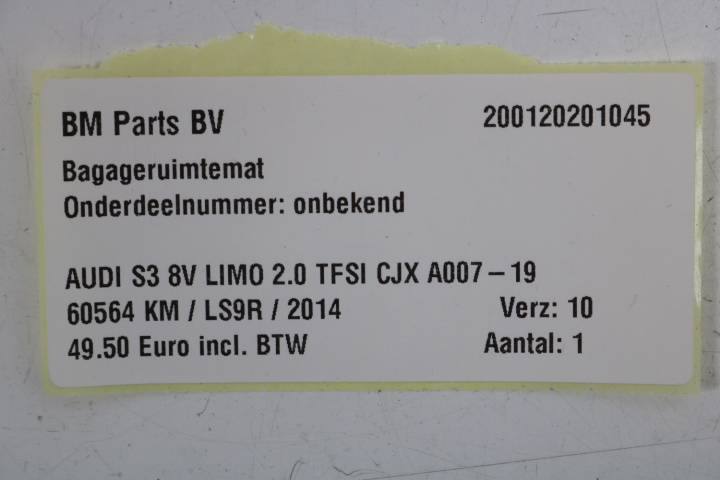 BM Parts BV 200120201045
Bagageruimtemat
Onderdeelnummer: onbekend
AUDI S3 8V LIMO 2.0 TFSI CJX A007 – 19
60564 KM / LS9R / 2014 Verz: 10
49.50 Euro incl. BTW Aantal: 1